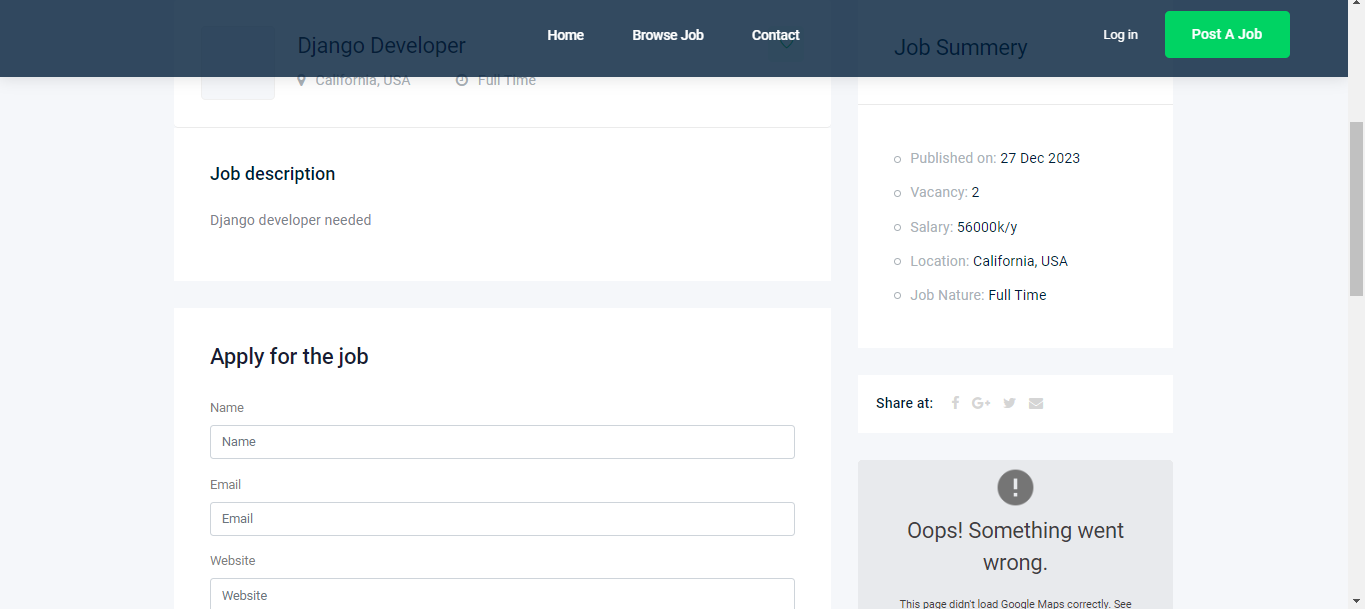 Home Browse Job Contact Log in Post A Job
Django Developer
California, USA Full Time
Job description
Django developer needed
Apply for the job
Name
Name
Email
Email
Website
Website
Job Summery
Published on: 27 Dec 2023
Vacancy: 2
Salary: 56000k/y
Location: California, USA
Job Nature: Full Time
Share at:
G+
Oops! Something went
wrong.
This page didn't load Google Maps correctly. See